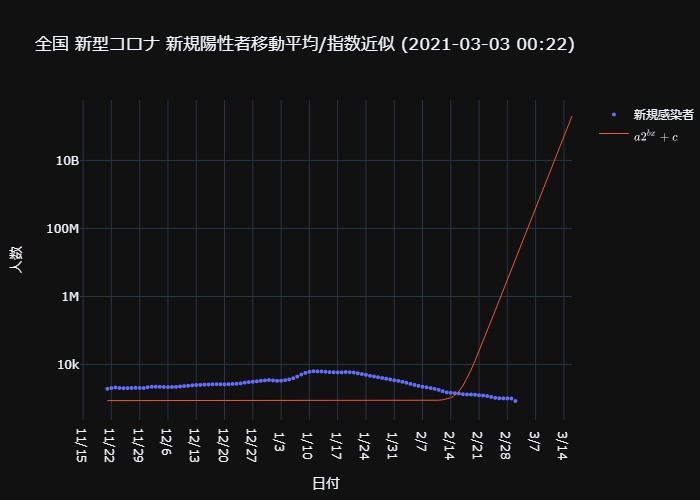 全国 新型コロナ 新規陽性者移動平均/指数近似 (2021-03-03 00:22)
新規感染者
a2^{bx} + c
10B
100M
1M
10k
人数
11/15
11/22
11/29
12/6
12/13
12/20
12/27
1/3
1/10
1/17
1/24
1/31
2/7
2/14
2/21
2/28
3/7
3/14
日付